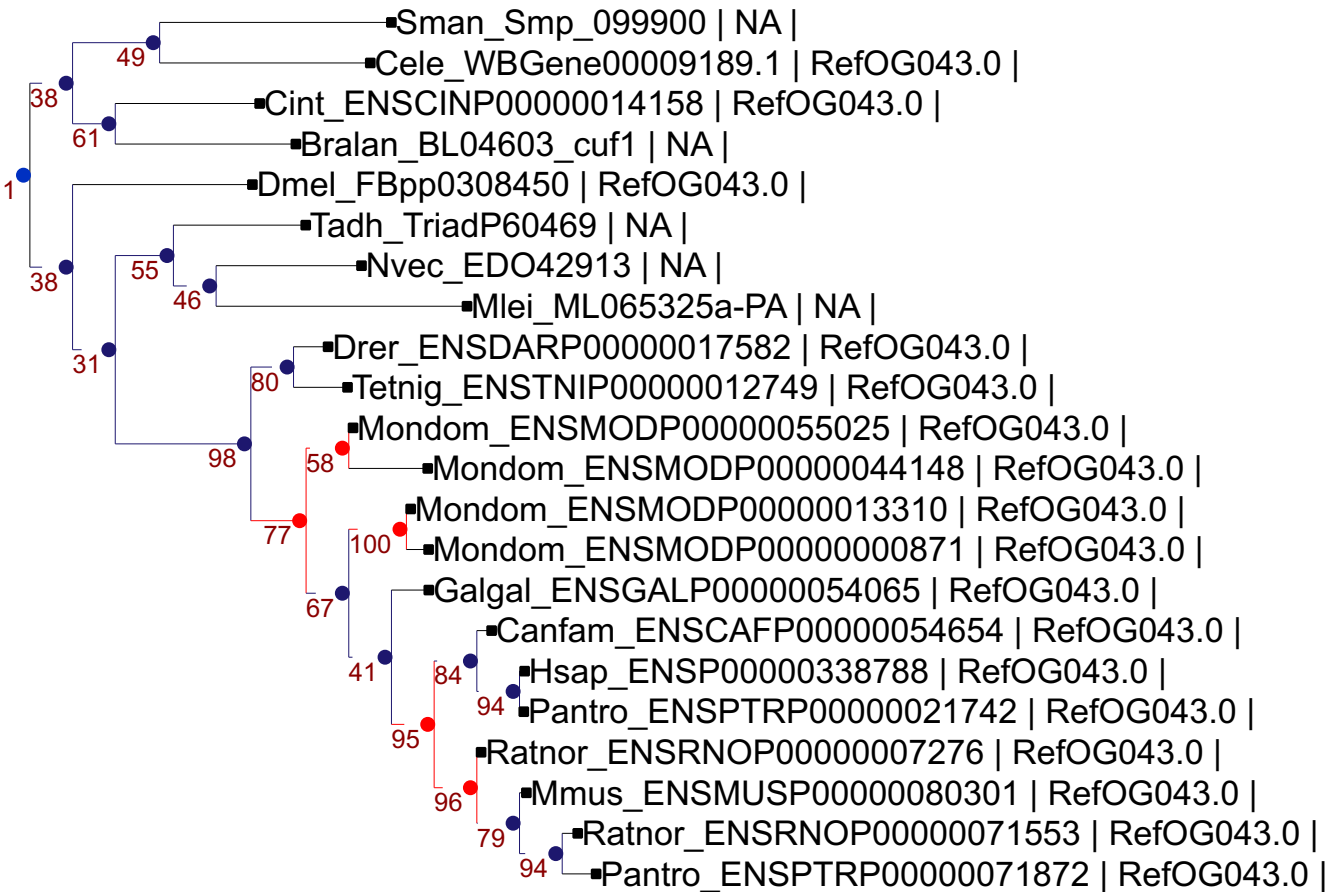 Sman_Smp_099900 | NA |
49
Cele_WBGene00009189.1 | RefOG043.0 |
38
Cint_ENSCINP00000014158 | RefOG043.0 |
61
Bralan_BL04603_cuf1 | NA |
1
Dmel_FBpp0308450 | RefOG043.0 |
Tadh_TriadP60469 | NA |
55
Nvec_EDO42913 | NA |
38
46
Mlei_ML065325a-PA | NA |
31
Drer_ENSDARP00000017582 | RefOG043.0 |
80
Tetnig_ENSTNIP00000012749 | RefOG043.0 |
Mondom_ENSMODP00000055025 | RefOG043.0 |
98
58
Mondom_ENSMODP00000044148 | RefOG043.0 |
Mondom_ENSMODP00000013310 | RefOG043.0 |
77
100
Mondom_ENSMODP00000000871 | RefOG043.0 |
Galgal_ENSGALP00000054065 | RefOG043.0 |
67
Canfam_ENSCAFP00000054654 | RefOG043.0 |
41
84
Hsap_ENSP00000338788 | RefOG043.0 |
94
Pantro_ENSPTRP00000021742 | RefOG043.0 |
95
Ratnor_ENSRNOP00000007276 | RefOG043.0 |
96
Mmus_ENSMUSP00000080301 | RefOG043.0 |
79
Ratnor_ENSRNOP00000071553 | RefOG043.0 |
94
Pantro_ENSPTRP00000071872 | RefOG043.0 |